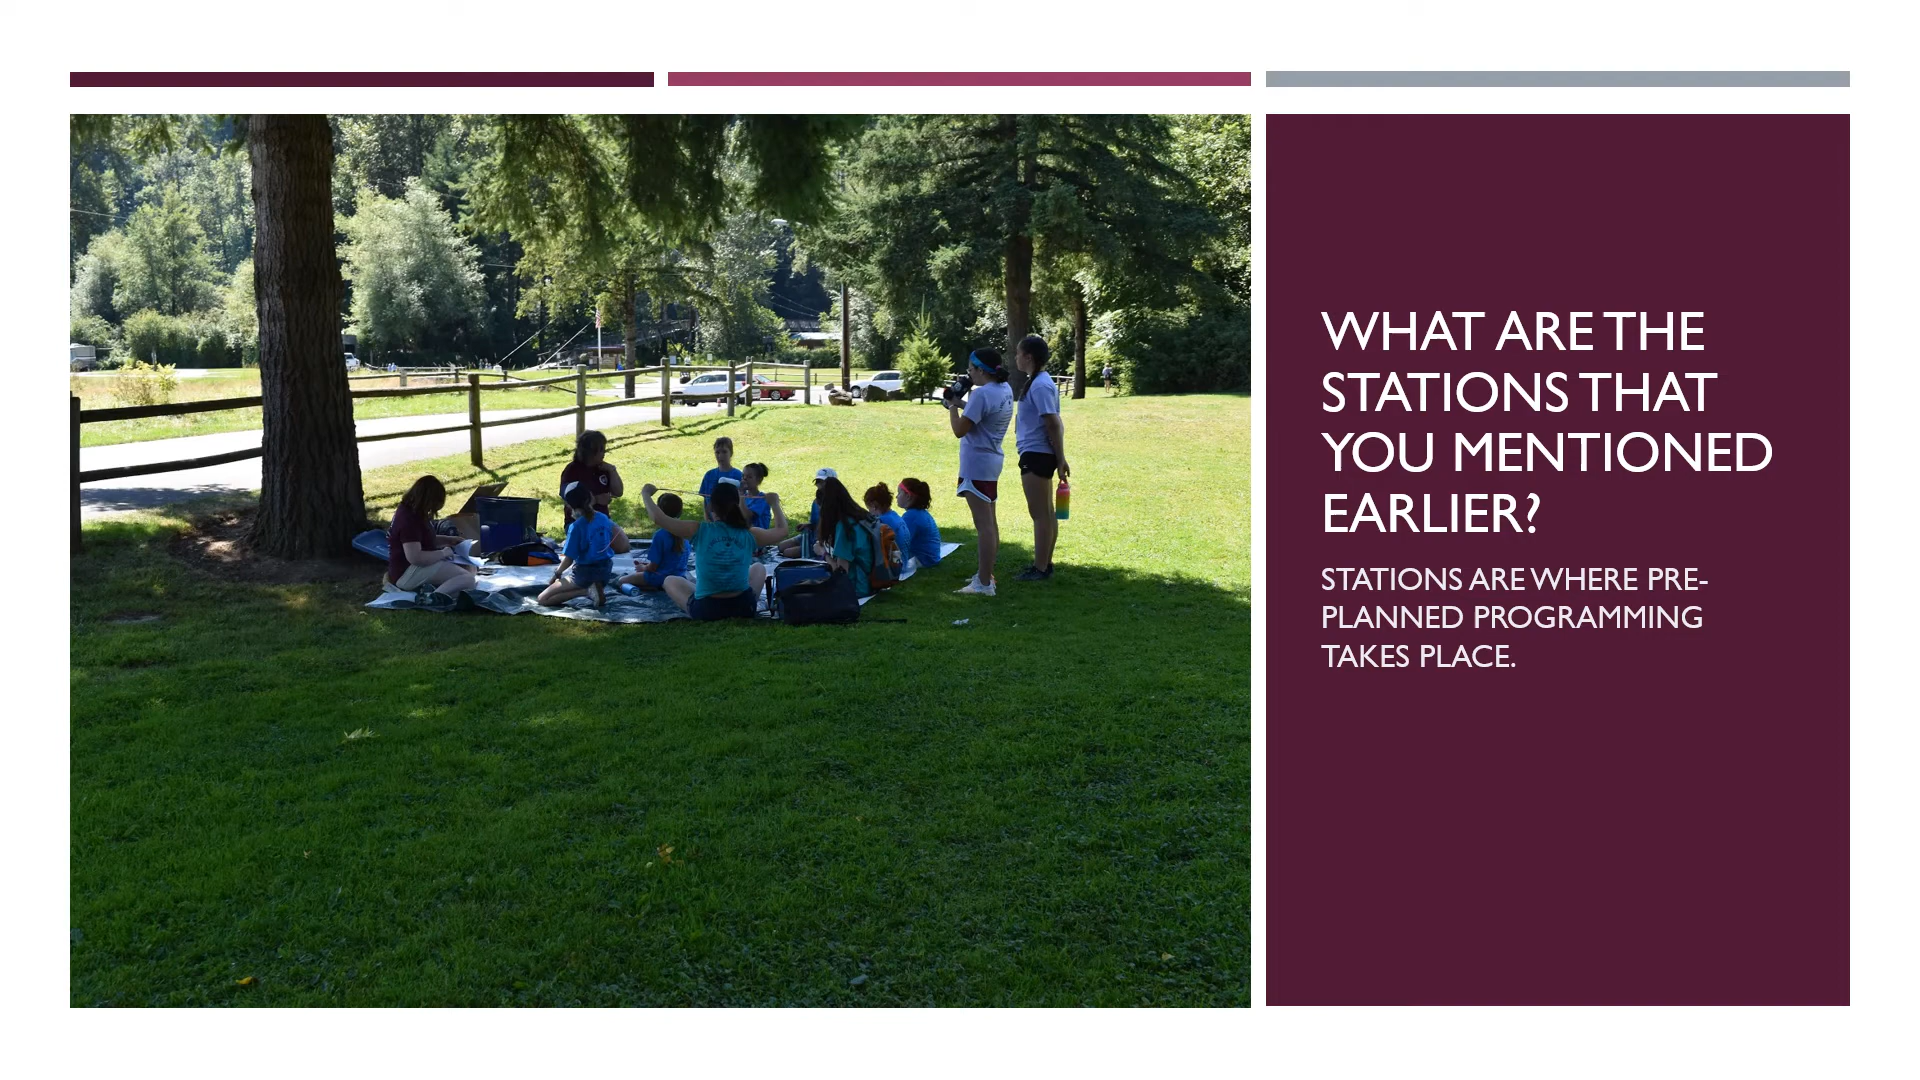 WHAT ARE THE
STATIONS THAT
YOU MENTIONED
EARLIER?
STATIONS ARE WHERE PRE-
PLANNED PROGRAMMING
TAKES PLACE.